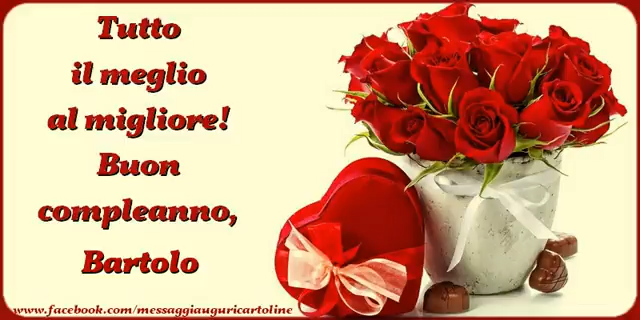 Tutto
il meglio
al migliore!
Buon
compleanno,
Bartolo
www.facebook.com/messaggiauguricartoline